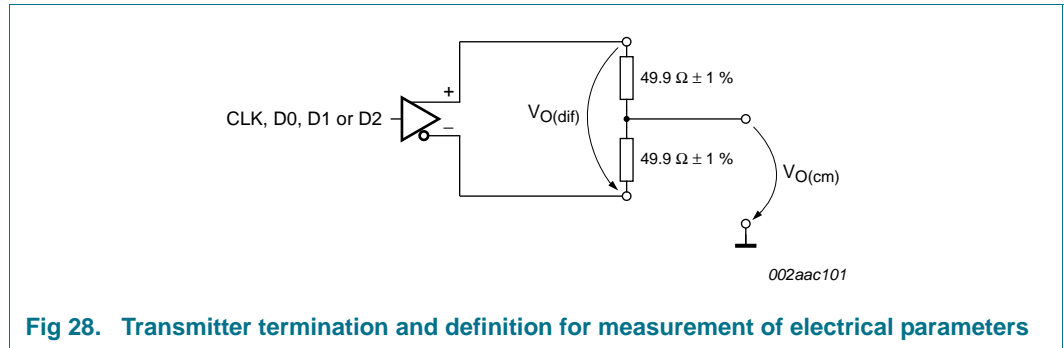 +
49.9 Ω ± 1 %
VO(dif)
CLK, D0, D1 or D2
−
49.9 Ω ± 1 %
VO(cm)
002aac101
Fig 28. Transmitter termination and definition for measurement of electrical parameters